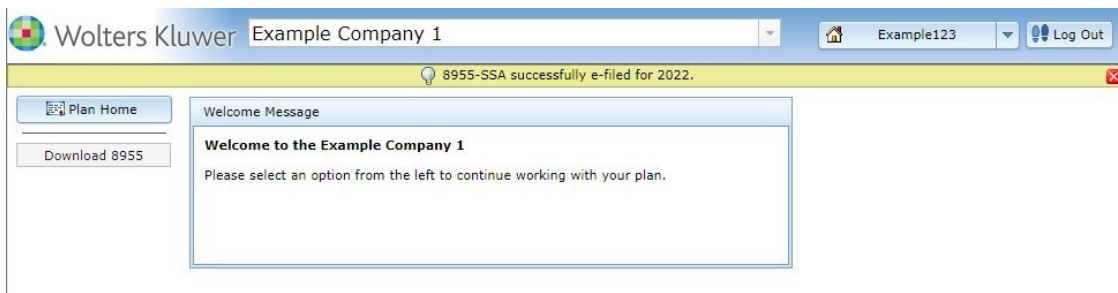 Wolters Kluwer Example Company 1 Example123 Log Out
8955-SSA successfully e-filed for 2022.
Plan Home
Download 8955
Welcome Message
Welcome to the Example Company 1
Please select an option from the left to continue working with your plan.